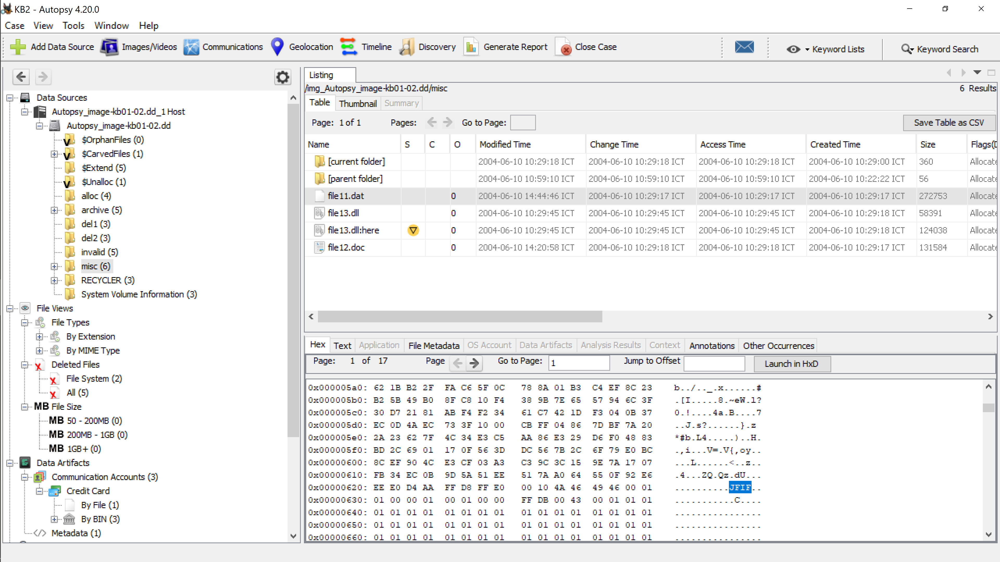 KB2 - Autopsy 4.20.0
Case View Tools Window Help
Add Data Source Images/Videos Communications Geolocation Timeline Discovery Generate Report Close Case Keyword Lists Keyword Search
Data Sources
Autopsy_image-kb01-02.dd_1 Host
Autopsy_image-kb01-02.dd
$OrphanFiles (0)
$CarvedFiles (1)
$Extend (5)
$Unalloc (1)
alloc (4)
archive (5)
del1 (3)
del2 (3)
invalid (5)
misc (6)
RECYCLER (3)
System Volume Information (3)
File Views
File Types
By Extension
By MIME Type
Deleted Files
File System (2)
All (5)
MB File Size
MB 50 - 200MB (0)
MB 200MB - 1GB (0)
MB 1GB+ (0)
Data Artifacts
Communication Accounts (3)
Credit Card
By File (1)
By BIN (3)
</> Metadata (1)
Listing
/img_Autopsy_image-kb01-02.dd/misc 6 Results
Table Thumbnail Summary
Page: 1 of 1 Pages: Go to Page: Save Table as CSV
Name S C O Modified Time Change Time Access Time Created Time Size Flags(D
[current folder] 2004-06-10 10:29:18 ICT 2004-06-10 10:29:18 ICT 2004-06-10 10:29:18 ICT 2004-06-10 10:29:00 ICT 360 Allocate
[parent folder] 2004-06-10 10:59:10 ICT 2004-06-10 10:59:10 ICT 2004-06-10 10:59:10 ICT 2004-06-10 10:22:22 ICT 56 Allocate
file11.dat 0 2004-06-10 14:44:46 ICT 2004-06-10 10:29:17 ICT 2004-06-10 10:29:17 ICT 2004-06-10 10:29:17 ICT 272753 Allocate
file13.dll 0 2004-06-10 10:29:45 ICT 2004-06-10 10:29:45 ICT 2004-06-10 10:29:45 ICT 2004-06-10 10:29:18 ICT 58391 Allocate
file13.dll:here 0 2004-06-10 10:29:45 ICT 2004-06-10 10:29:45 ICT 2004-06-10 10:29:45 ICT 2004-06-10 10:29:18 ICT 124038 Allocate
file12.doc 0 2004-06-10 14:20:58 ICT 2004-06-10 10:29:18 ICT 2004-06-10 10:29:18 ICT 2004-06-10 10:29:17 ICT 131584 Allocate
Hex Text Application File Metadata OS Account Data Artifacts Analysis Results Context Annotations Other Occurrences
Page: 1 of 17 Page Go to Page: 1 Jump to Offset Launch in HxD
0x000005a0: 62 1B B2 2F FA C6 5F 0C 78 8A 01 B3 C4 EF 8C 23 b../.._.x......#
0x000005b0: B2 5B 49 B0 8F C8 10 F4 38 9B 7E 65 57 94 6C 3F .[I.....8.~eW.l?
0x000005c0: 30 D7 21 81 AB F4 F2 34 61 C7 42 1D F3 04 0B 37 0.!....4a.B....7
0x000005d0: EC 0D 4A EC 73 3F 10 00 CB FF 04 86 7D BF 7A 20 ..J.s?......}.z
0x000005e0: 2A 23 62 7F 4C 34 E3 C5 AA 86 E3 29 D6 F0 48 83 *#b.L4.....)..H.
0x000005f0: BD 2C 69 01 17 0F 56 3D DC 56 7B 2C 6F 79 E0 BC .,i...V=.V{,oy..
0x00000600: 8C EF 90 4C E3 CF 03 A3 C3 9C 3C 15 9E 7A 17 07 ...L......<..z..
0x00000610: FB 34 EC 0B 9D 5A 51 EE 51 7A A0 64 55 0F 92 E6 .4...ZQ.Qz.dU...
0x00000620: EE E0 D4 AA FF D8 FF E0 00 10 4A 46 49 46 00 01 ..........JFIF..
0x00000630: 01 00 00 01 00 01 00 00 FF DB 00 43 00 01 01 01 ...........C....
0x00000640: 01 01 01 01 01 01 01 01 01 01 01 01 01 01 01 01 ................
0x00000650: 01 01 01 01 01 01 01 01 01 01 01 01 01 01 01 01 ................
0x00000660: 01 01 01 01 01 01 01 01 01 01 01 01 01 01 01 01 ................